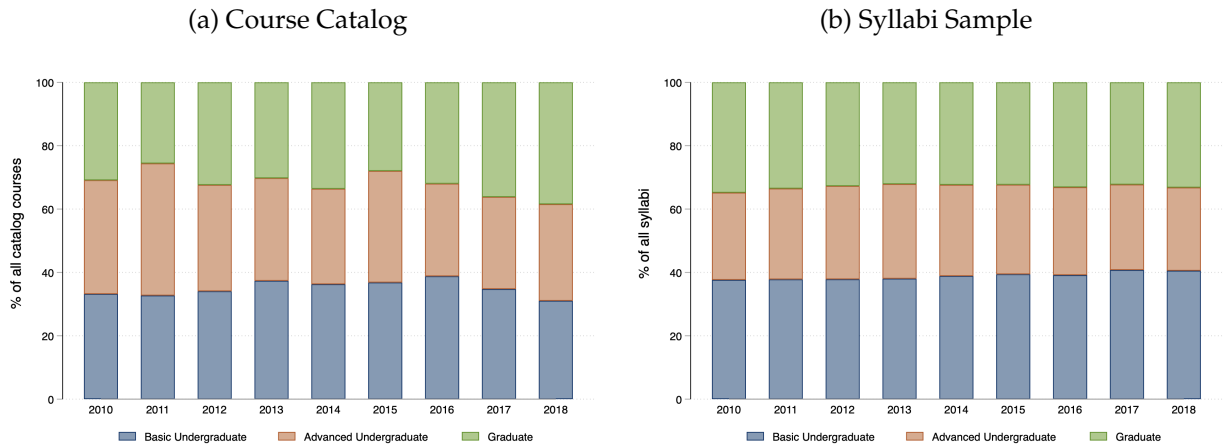 (a) Course Catalog
% of all catalog courses
100
80
60
40
20
0
2010 2011 2012 2013 2014 2015 2016 2017 2018
Basic Undergraduate Advanced Undergraduate Graduate
(b) Syllabi Sample
% of all syllabi
100
80
60
40
20
0
2010 2011 2012 2013 2014 2015 2016 2017 2018
Basic Undergraduate Advanced Undergraduate Graduate